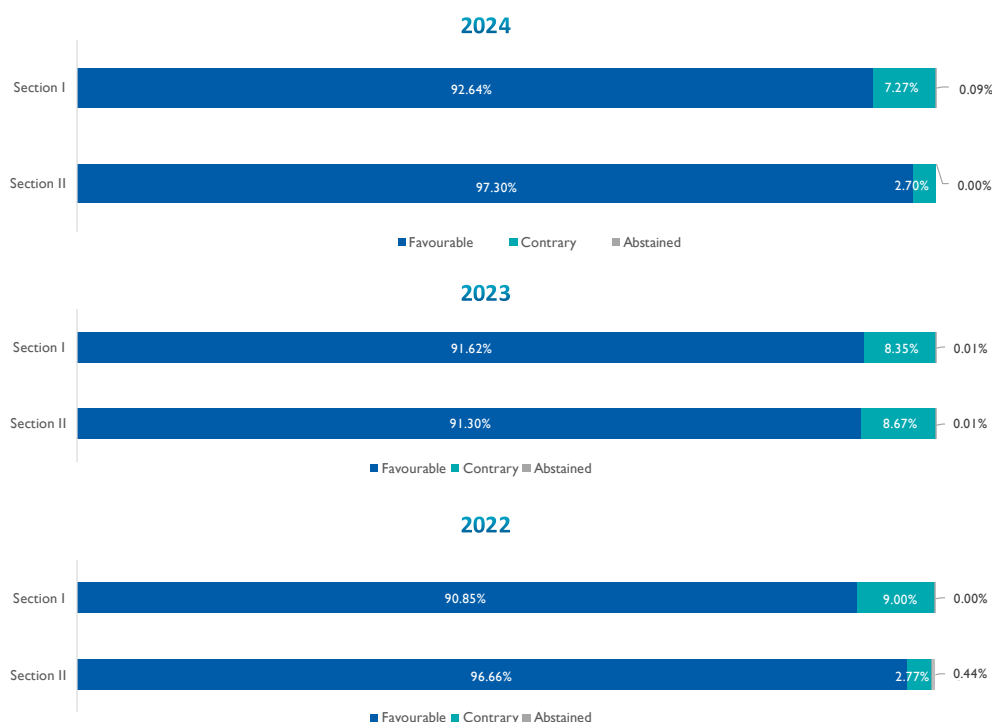 2024
Section I 92.64% 7.27% 0.09%
Section II 97.30% 2.70% 0.00%
Favourable Contrary Abstained
2023
Section I 91.62% 8.35% 0.01%
Section II 91.30% 8.67% 0.01%
Favourable Contrary Abstained
2022
Section I 90.85% 9.00% 0.00%
Section II 96.66% 2.77% 0.44%
Favourable Contrary Abstained